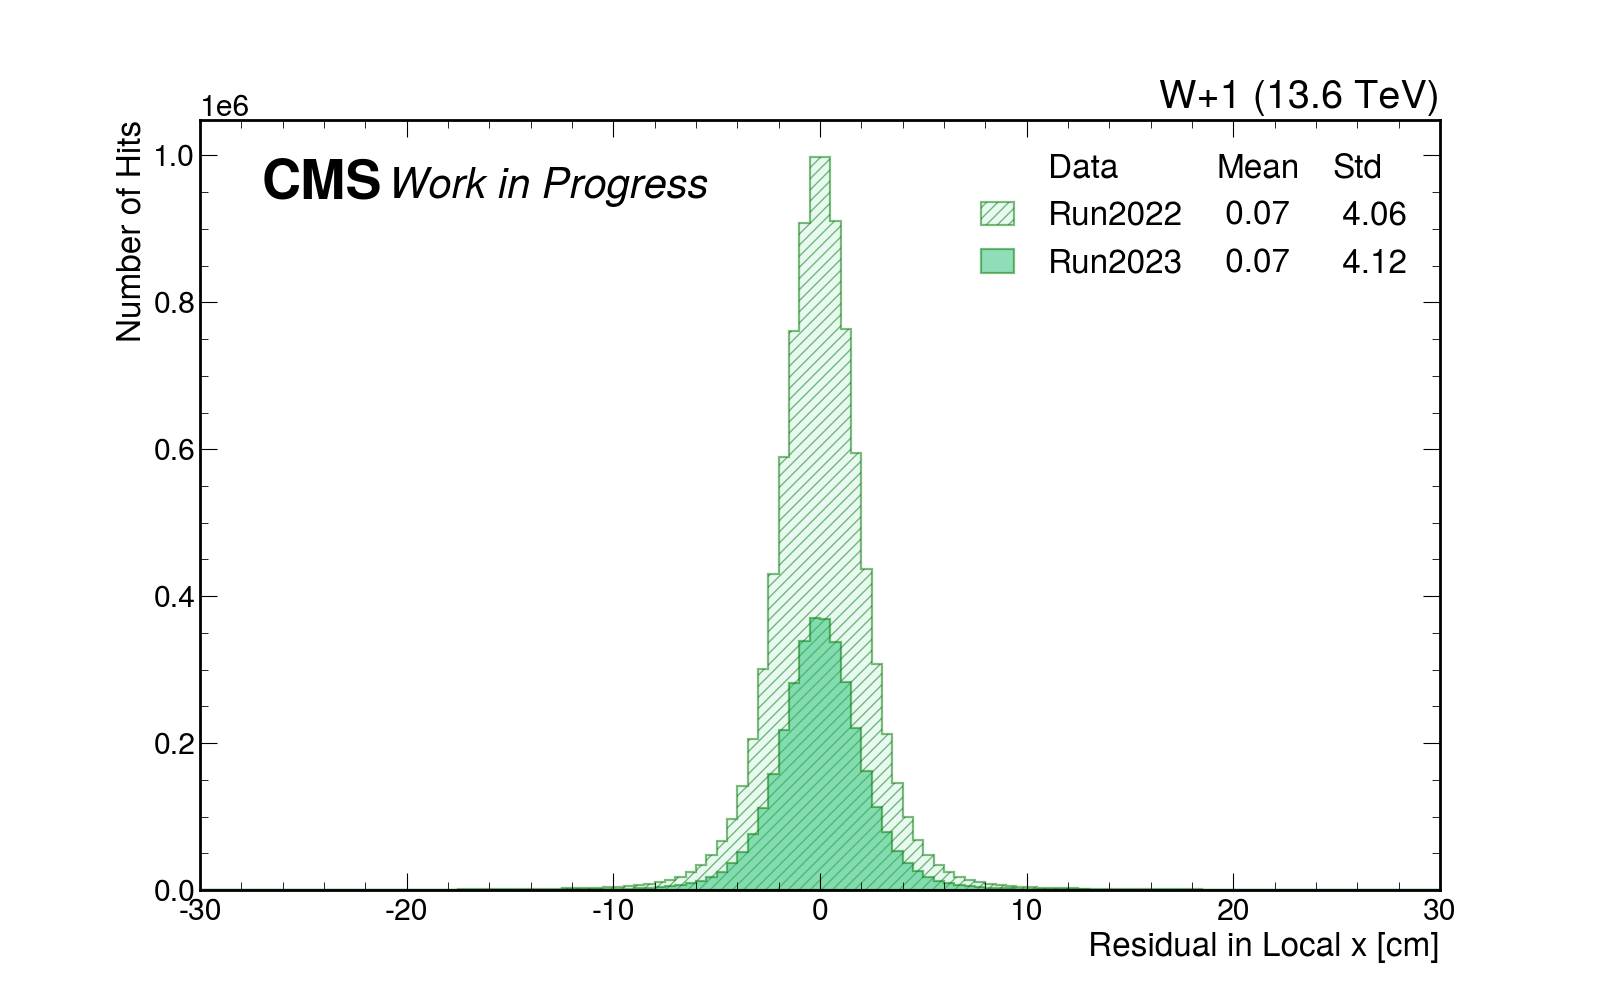 W+1 (13.6 TeV)
1e6
Number of Hits
CMS Work in Progress
Data Mean Std
Run2022 0.07 4.06
Run2023 0.07 4.12
1.0
0.8
0.6
0.4
0.2
0.0
-30 -20 -10 0 10 20 30
Residual in Local x [cm]